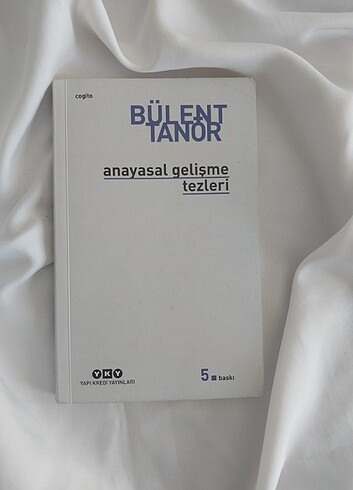 cogito
BÜLENT
TANÖR
anayasal gelişme
tezleri
YKY
YAPI KREDİ YAYINLARI
5. baskı